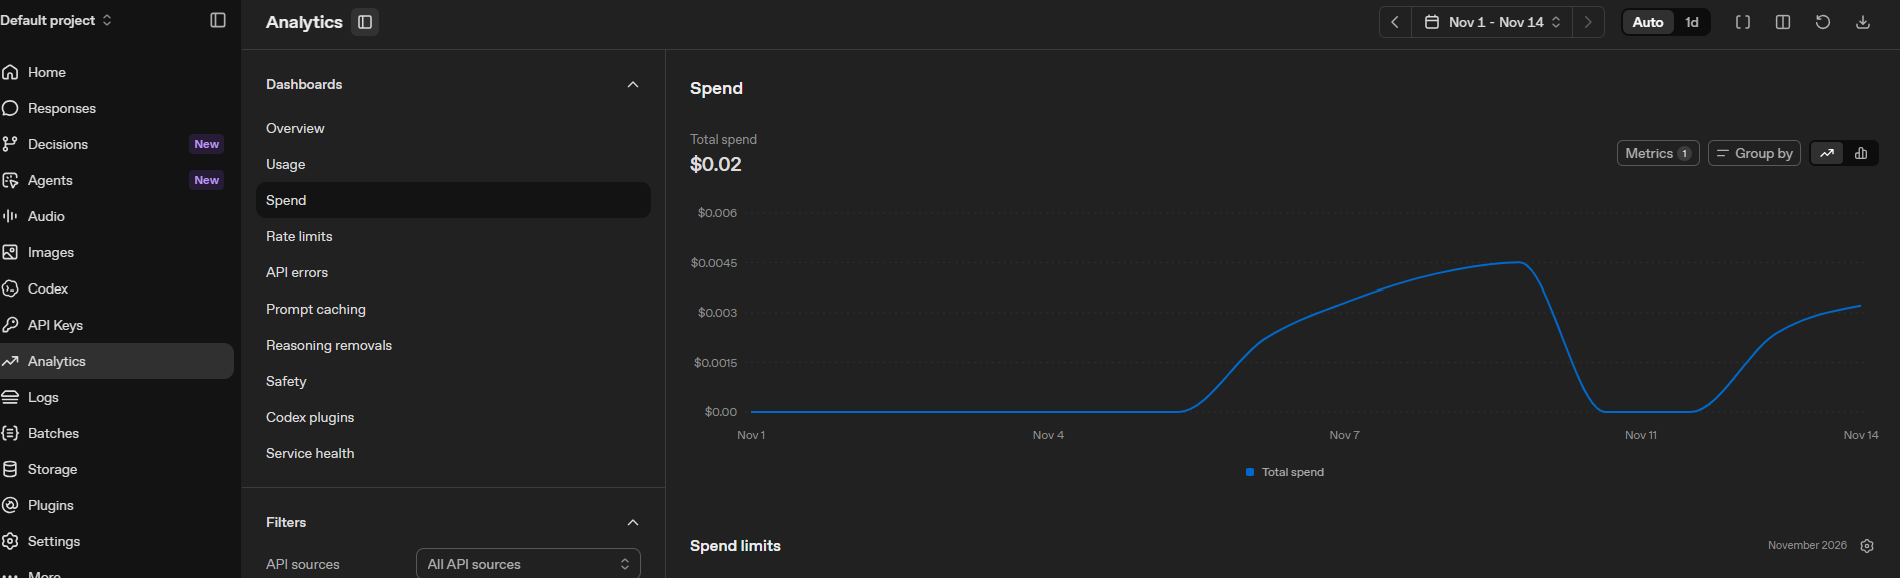 Default project
Home
Responses
Decisions New
Agents New
Audio
Images
Codex
API Keys
Analytics
Logs
Batches
Storage
Plugins
Settings
More
Analytics
Nov 1 - Nov 14
Auto 1d
Dashboards
Overview
Usage
Spend
Rate limits
API errors
Prompt caching
Reasoning removals
Safety
Codex plugins
Service health
Filters
API sources All API sources
Spend
Total spend
$0.02
Metrics 1 Group by
$0.006
$0.0045
$0.003
$0.0015
$0.00
Nov 1 Nov 4 Nov 7 Nov 11 Nov 14
Total spend
Spend limits
November 2026